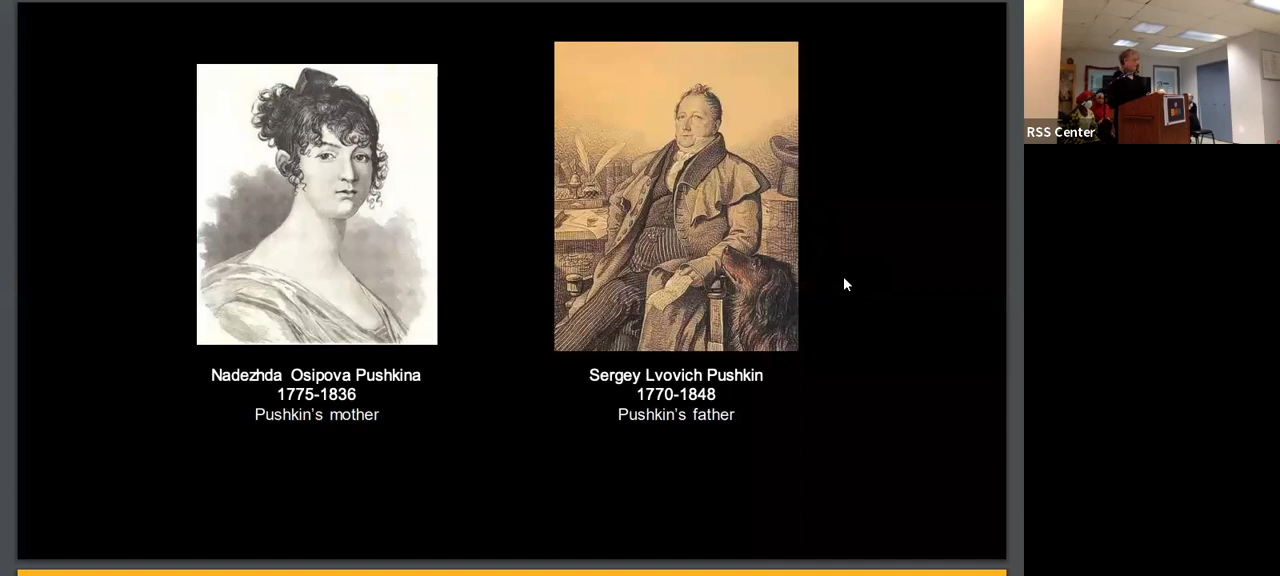 Nadezhda Osipova Pushkina
1775-1836
Pushkin's mother
Sergey Lvovich Pushkin
1770-1848
Pushkin's father
RSS Center